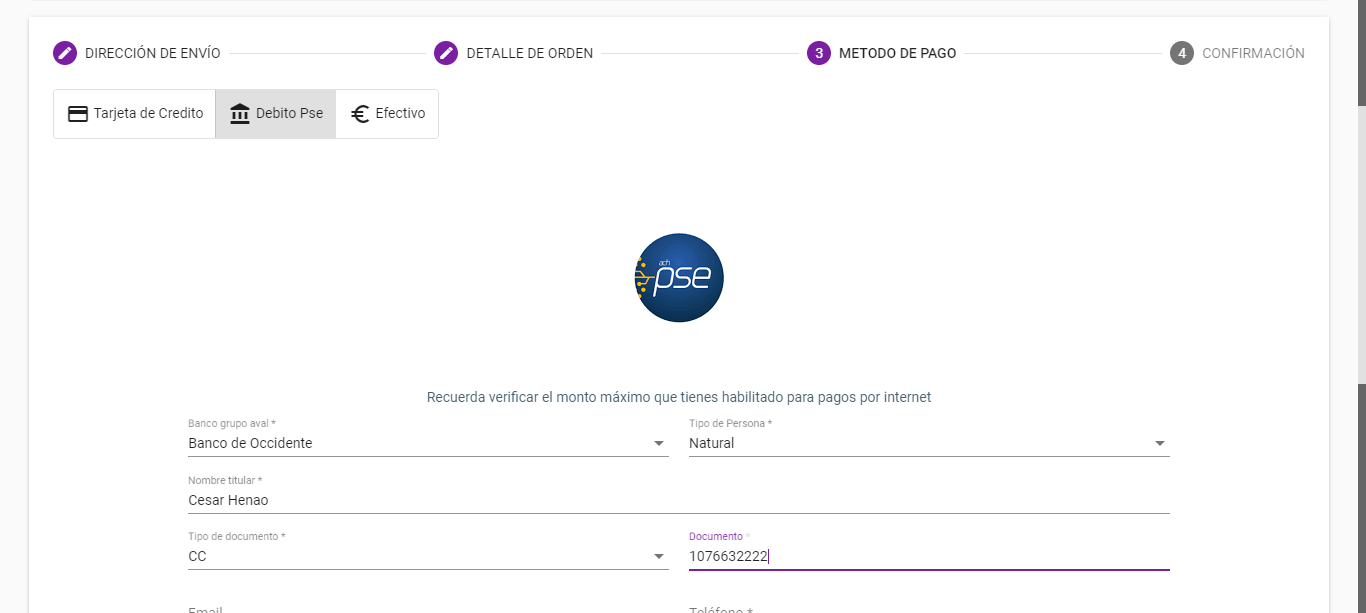 DIRECCIÓN DE ENVÍO DETALLE DE ORDEN 3 METODO DE PAGO 4 CONFIRMACIÓN
Tarjeta de Credito Debito Pse Efectivo
ach
pse
Recuerda verificar el monto máximo que tienes habilitado para pagos por internet
Banco grupo aval * Tipo de Persona *
Banco de Occidente Natural
Nombre titular *
Cesar Henao
Tipo de documento * Documento *
CC 1076632222
Email Teléfono *